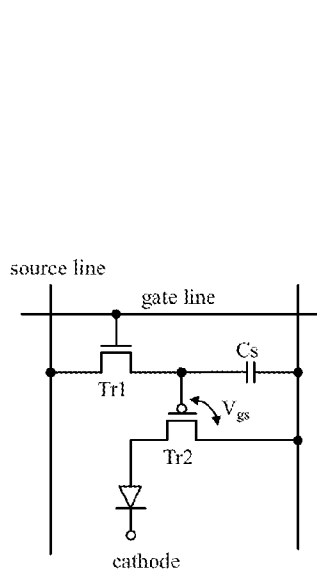 source line
gate line
Cs
Tr1
Vgs
Tr2
cathode